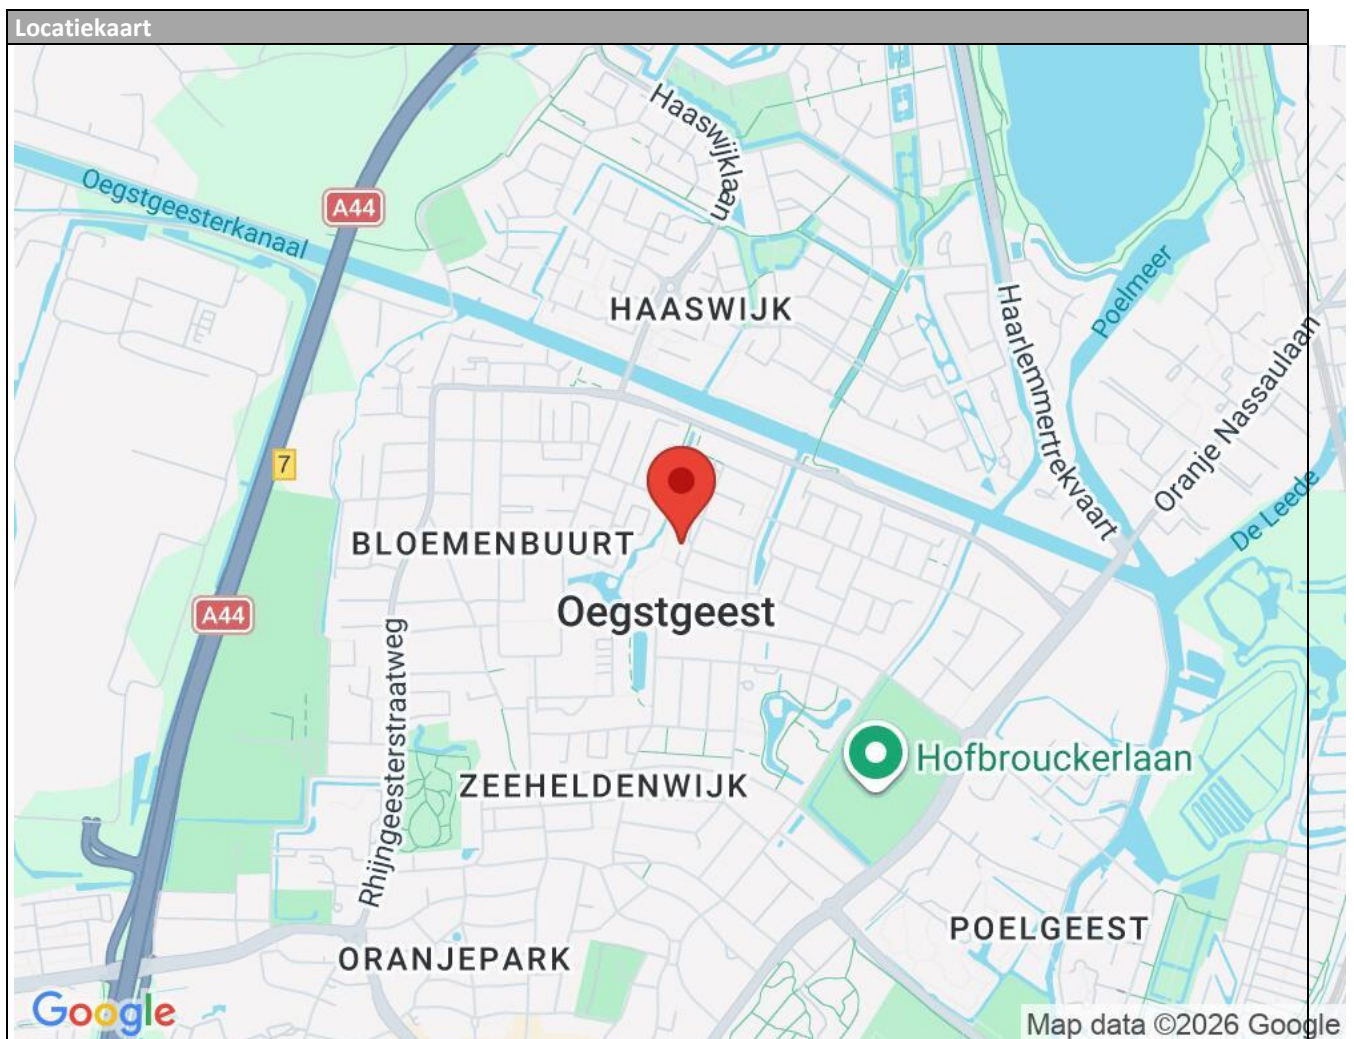 Locatiekaart
Haaswijklaan
Oegstgeesterkanaal
A44
Poelmeer
HAASWIJK
Haarlemmertrekvaart
Oranje Nassaulaan
7
De Leede
BLOEMENBUURT
Oegstgeest
A44
Rhijngeesterstraatweg
Hofbrouckerlaan
ZEEHELDENWIJK
POELGEEST
ORANJEPARK
Google
Map data ©2026 Google